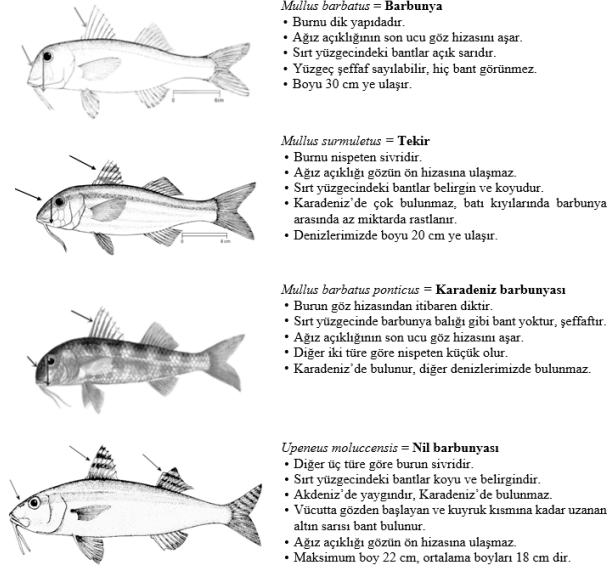 Mullus barbatus = Barbunya
• Burnu dik yapıdadır.
• Ağız açıklığının son ucu göz hizasını aşar.
• Sırt yüzgecindeki bantlar açık sarıdır.
• Yüzgeç şeffaf sayılabilir, hiç bant görünmez.
• Boyu 30 cm ye ulaşır.
Mullus surmuletus = Tekir
• Burnu nispeten sivridir.
• Ağız açıklığı gözün ön hizasına ulaşmaz.
• Sırt yüzgecindeki bantlar belirgin ve koyudur.
• Karadeniz’de çok bulunmaz, batı kıyılarında barbunya
arasında az miktarda rastlanır.
• Denizlerimizde boyu 20 cm ye ulaşır.
Mullus barbatus ponticus = Karadeniz barbunyası
• Burun göz hizasından itibaren diktir.
• Sırt yüzgecinde barbunya balığı gibi bant yoktur, şeffaftır.
• Ağız açıklığının son ucu göz hizasını aşar.
• Diğer iki türe göre nispeten küçük olur.
• Karadeniz’de bulunur, diğer denizlerimizde bulunmaz.
Upeneus moluccensis = Nil barbunyası
• Diğer üç türe göre burun sivridir.
• Sırt yüzgecindeki bantlar koyu ve belirgindir.
• Akdeniz’de yaygındır, Karadeniz’de bulunmaz.
• Vücutta gözden başlayan ve kuyruk kısmına kadar uzanan
altın sarısı bant bulunur.
• Ağız açıklığı gözün ön hizasına ulaşmaz.
• Maksimum boy 22 cm, ortalama boyları 18 cm dir.